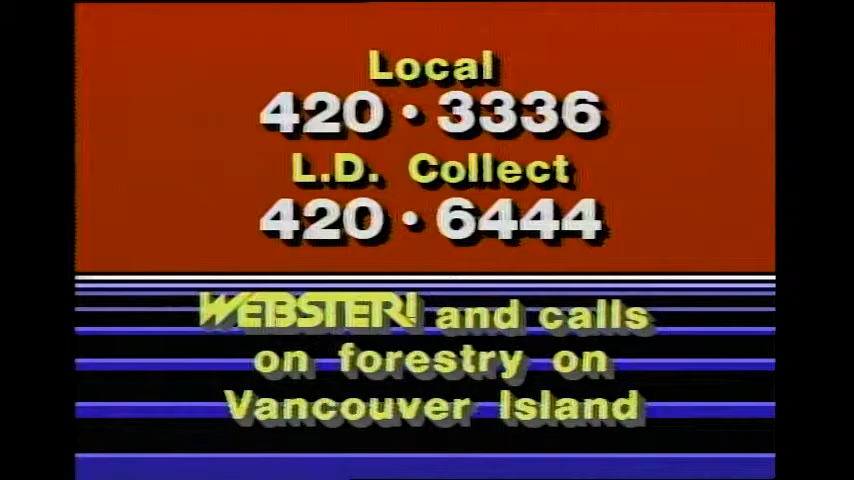 Local
420·3336
L.D. Collect
420·6444
WEBSTER! and calls
on forestry on
Vancouver Island